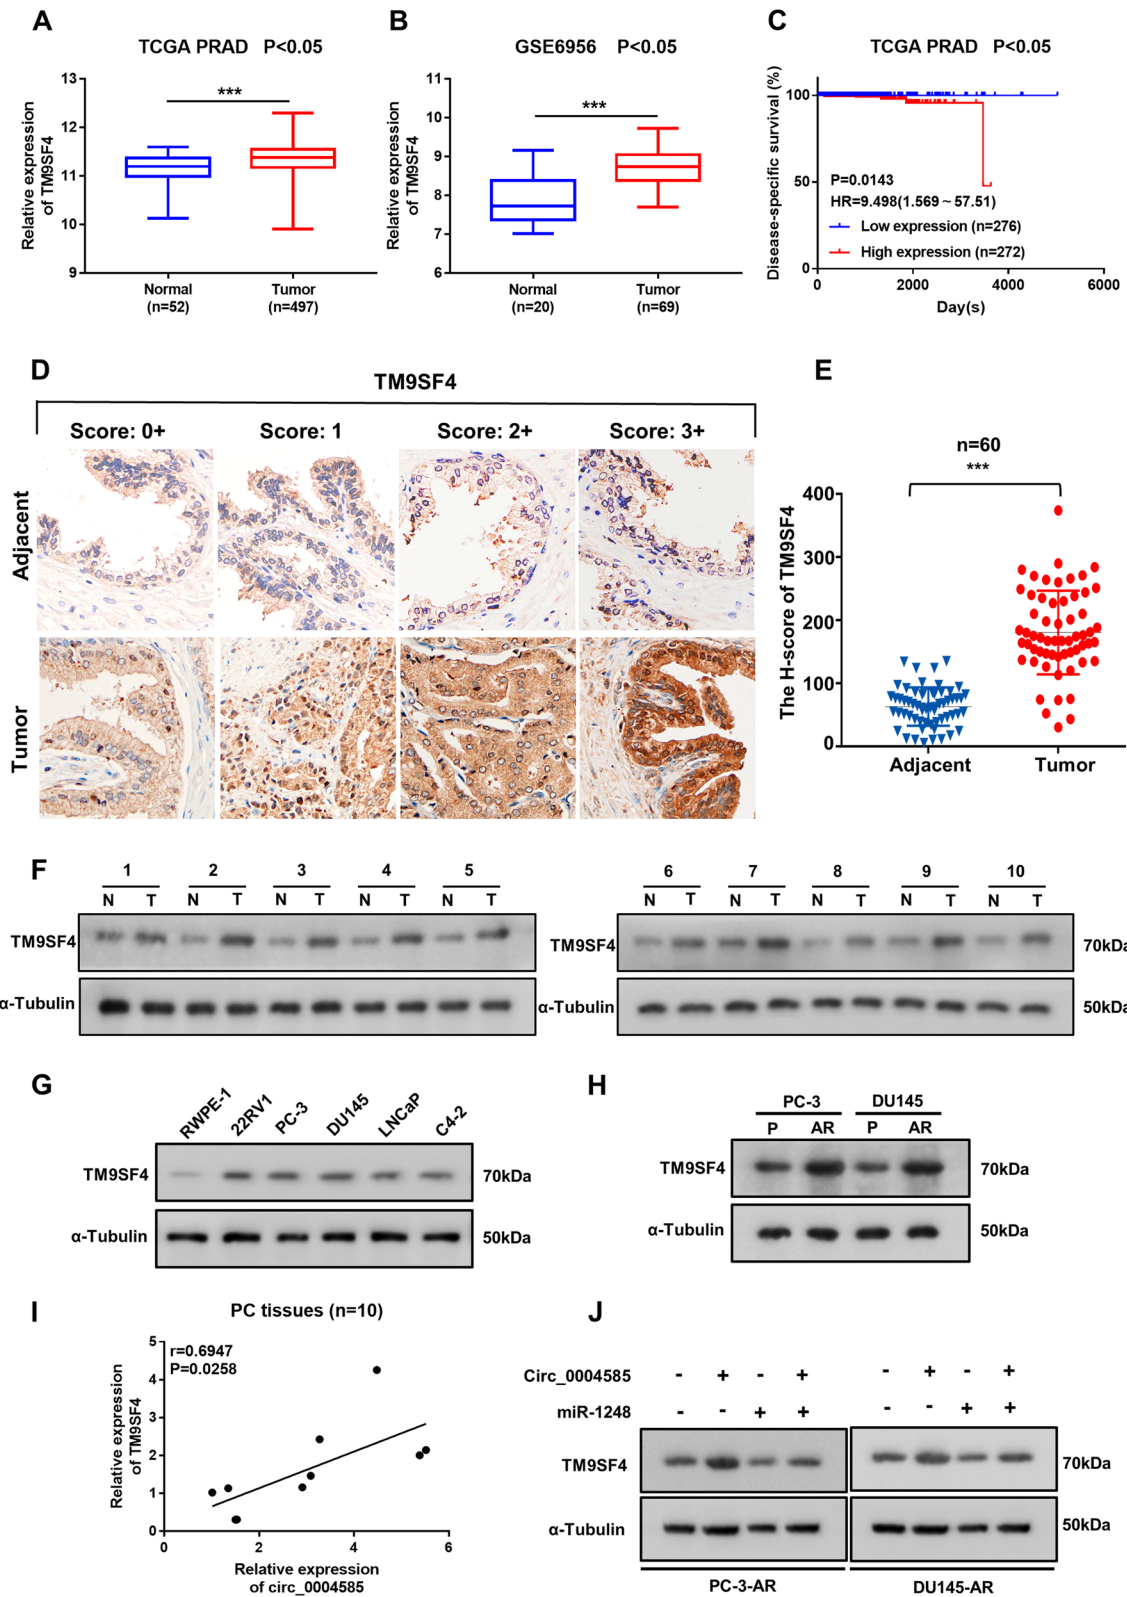 A
TCGA PRAD P<0.05
Relative expression
of TM9SF4
13
12
11
10
9
***
Normal
(n=52)
Tumor
(n=497)
B
GSE6956 P<0.05
Relative expression
of TM9SF4
11
10
9
8
7
6
***
Normal
(n=20)
Tumor
(n=69)
C
TCGA PRAD P<0.05
Disease-specific survival (%)
100
50
0
P=0.0143
HR=9.498(1.569 ~ 57.51)
Low expression (n=276)
High expression (n=272)
0 2000 4000 6000
Day(s)
D
TM9SF4
Score: 0+ Score: 1 Score: 2+ Score: 3+
Adjacent
Tumor
E
n=60
***
The H-score of TM9SF4
400
300
200
100
0
Adjacent Tumor
F
1 2 3 4 5
N T N T N T N T N T
TM9SF4
α-Tubulin
6 7 8 9 10
N T N T N T N T N T
TM9SF4 70kDa
α-Tubulin 50kDa
G
RWPE-1 22RV1 PC-3 DU145 LNCaP C4-2
TM9SF4 70kDa
α-Tubulin 50kDa
H
PC-3 DU145
P AR P AR
TM9SF4 70kDa
α-Tubulin 50kDa
I
PC tissues (n=10)
r=0.6947
P=0.0258
Relative expression
of TM9SF4
5
4
3
2
1
0
0 2 4 6
Relative expression
of circ_0004585
J
Circ_0004585 - + - + - + - +
miR-1248 - - + + - - + +
TM9SF4 70kDa
α-Tubulin 50kDa
PC-3-AR DU145-AR